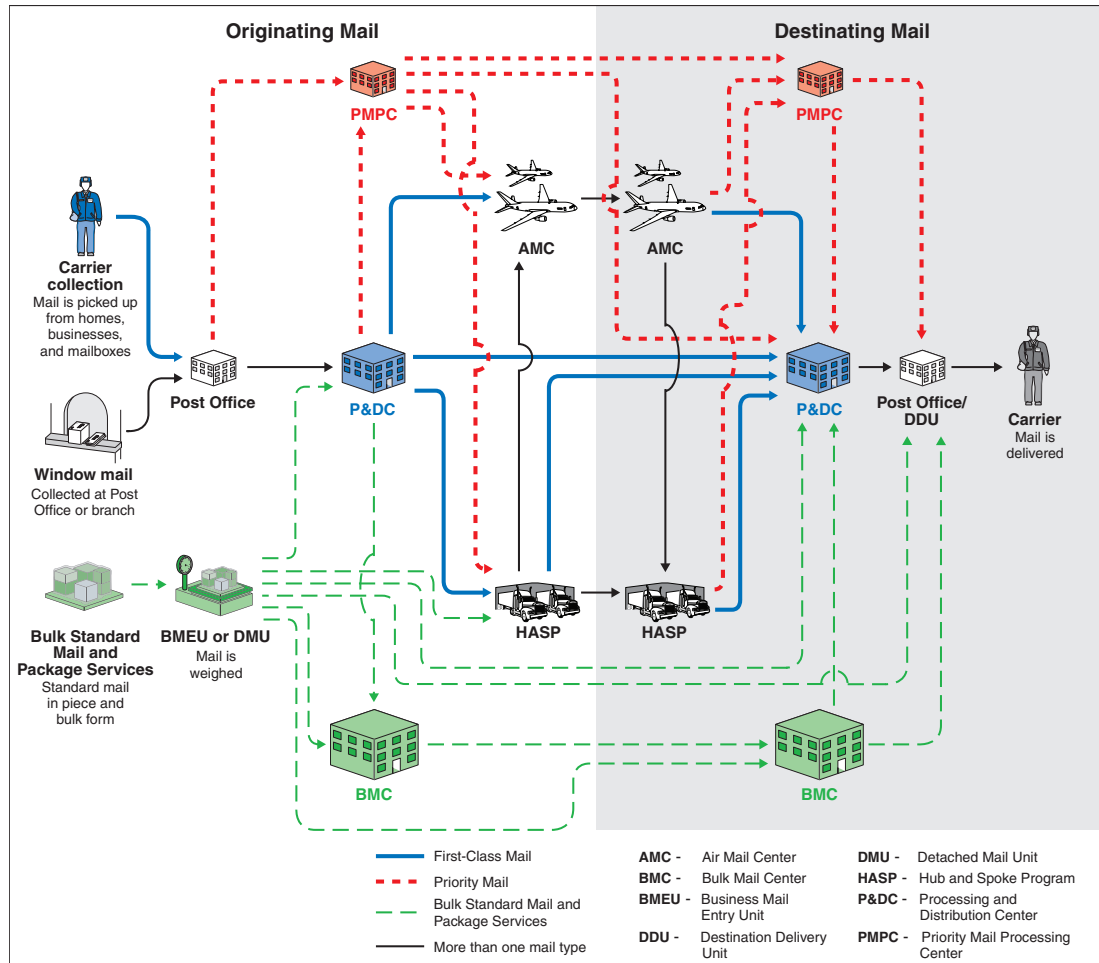 Originating Mail
Destinating Mail
PMPC
PMPC
AMC
AMC
Carrier
collection
Mail is picked up
from homes,
businesses,
and mailboxes
Post Office
P&DC
P&DC
Post Office/
DDU
Carrier
Mail is
delivered
Window mail
Collected at Post
Office or branch
Bulk Standard
Mail and
Package Services
Standard mail
in piece and
bulk form
BMEU or DMU
Mail is
weighed
HASP
HASP
BMC
BMC
First-Class Mail
Priority Mail
Bulk Standard Mail and
Package Services
More than one mail type
AMC - Air Mail Center
BMC - Bulk Mail Center
BMEU - Business Mail
Entry Unit
DDU - Destination Delivery
Unit
DMU - Detached Mail Unit
HASP - Hub and Spoke Program
P&DC - Processing and
Distribution Center
PMPC - Priority Mail Processing
Center